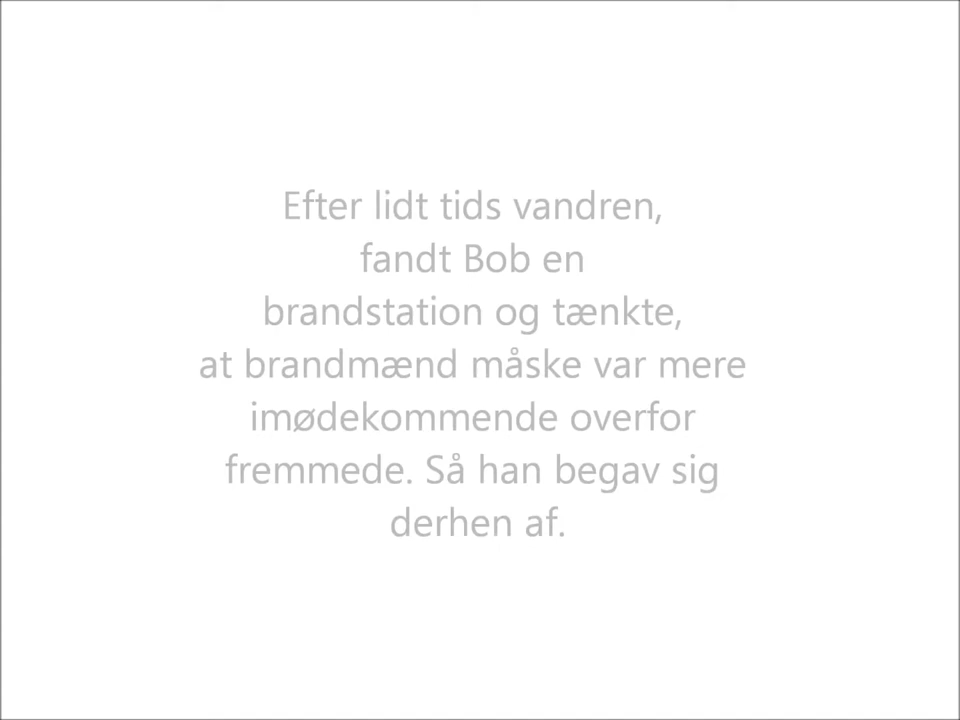 Efter lidt tids vandren,
fandt Bob en
brandstation og tænkte,
at brandmænd måske var mere
imødekommende overfor
fremmede. Så han begav sig
derhen af.